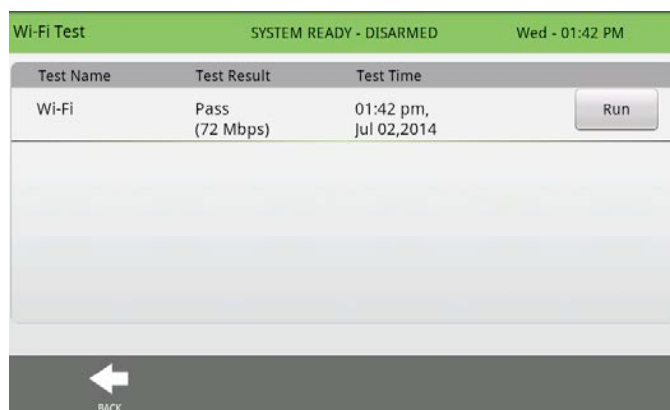 Wi-Fi Test SYSTEM READY - DISARMED Wed - 01:42 PM
Test Name Test Result Test Time
Wi-Fi Pass 01:42 pm, Run
(72 Mbps) Jul 02,2014
BACK